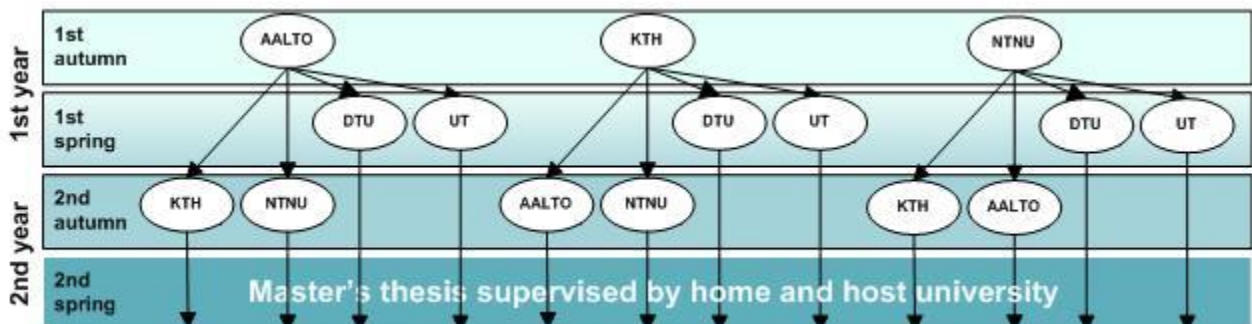 1st year
1st
autumn
AALTO
KTH
NTNU
1st
spring
DTU
UT
DTU
UT
DTU
UT
2nd year
2nd
autumn
KTH
NTNU
AALTO
NTNU
KTH
AALTO
2nd
spring
Master's thesis supervised by home and host university